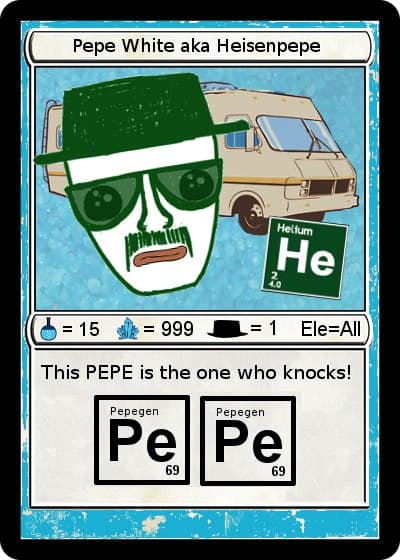 Pepe White aka Heisenpepe
Helium
He
2
4.0
= 15 = 999 = 1 Ele=All
This PEPE is the one who knocks!
Pepegen Pepegen
Pe Pe
69 69